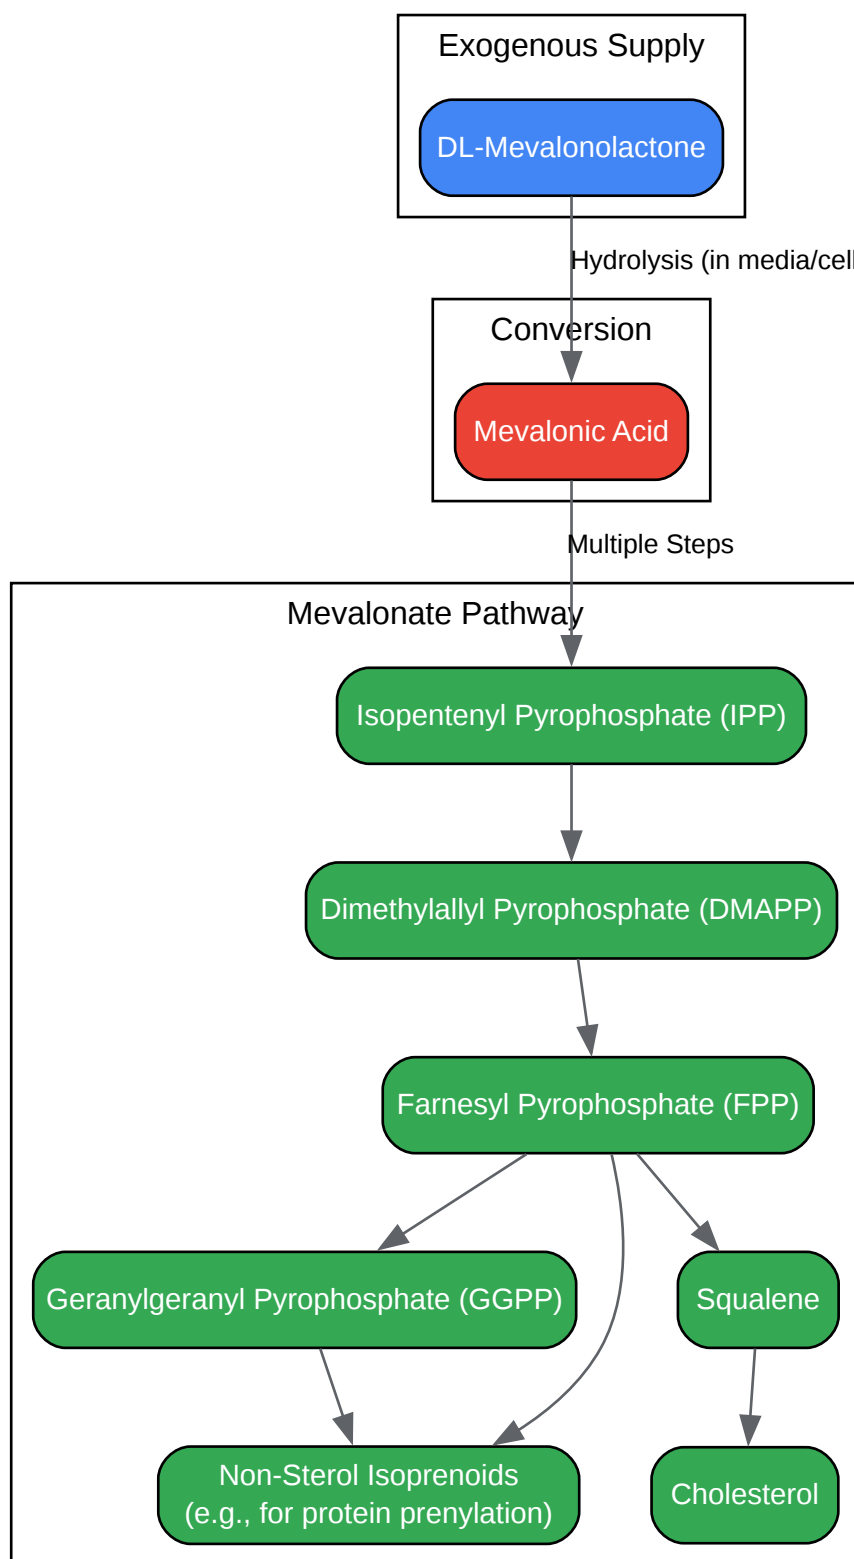 Exogenous Supply
DL-Mevalonolactone
Hydrolysis (in media/cell
Conversion
Mevalonic Acid
Multiple Steps
Mevalonate Pathway
Isopentenyl Pyrophosphate (IPP)
Dimethylallyl Pyrophosphate (DMAPP)
Farnesyl Pyrophosphate (FPP)
Geranylgeranyl Pyrophosphate (GGPP)
Squalene
Non-Sterol Isoprenoids
(e.g., for protein prenylation)
Cholesterol